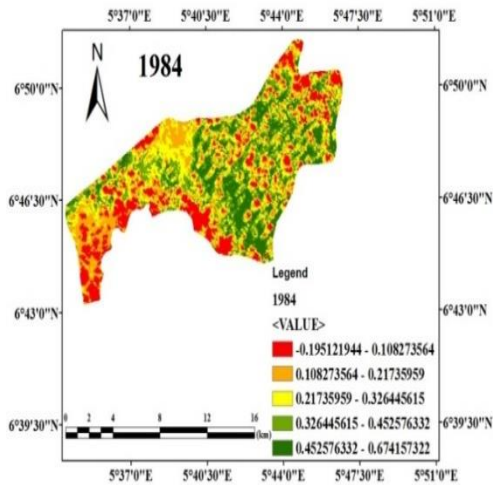 5°37'0"E 5°40'30"E 5°44'0"E 5°47'30"E 5°51'0"E
N
1984
6°50'0"N 6°50'0"N
6°46'30"N 6°46'30"N
6°43'0"N 6°43'0"N
6°39'30"N 6°39'30"N
Legend
1984
<VALUE>
-0.195121944 - 0.108273564
0.108273564 - 0.21735959
0.21735959 - 0.326445615
0.326445615 - 0.452576332
0.452576332 - 0.674157322
0 2 4 8 12 16
(km)
5°37'0"E 5°40'30"E 5°44'0"E 5°47'30"E 5°51'0"E